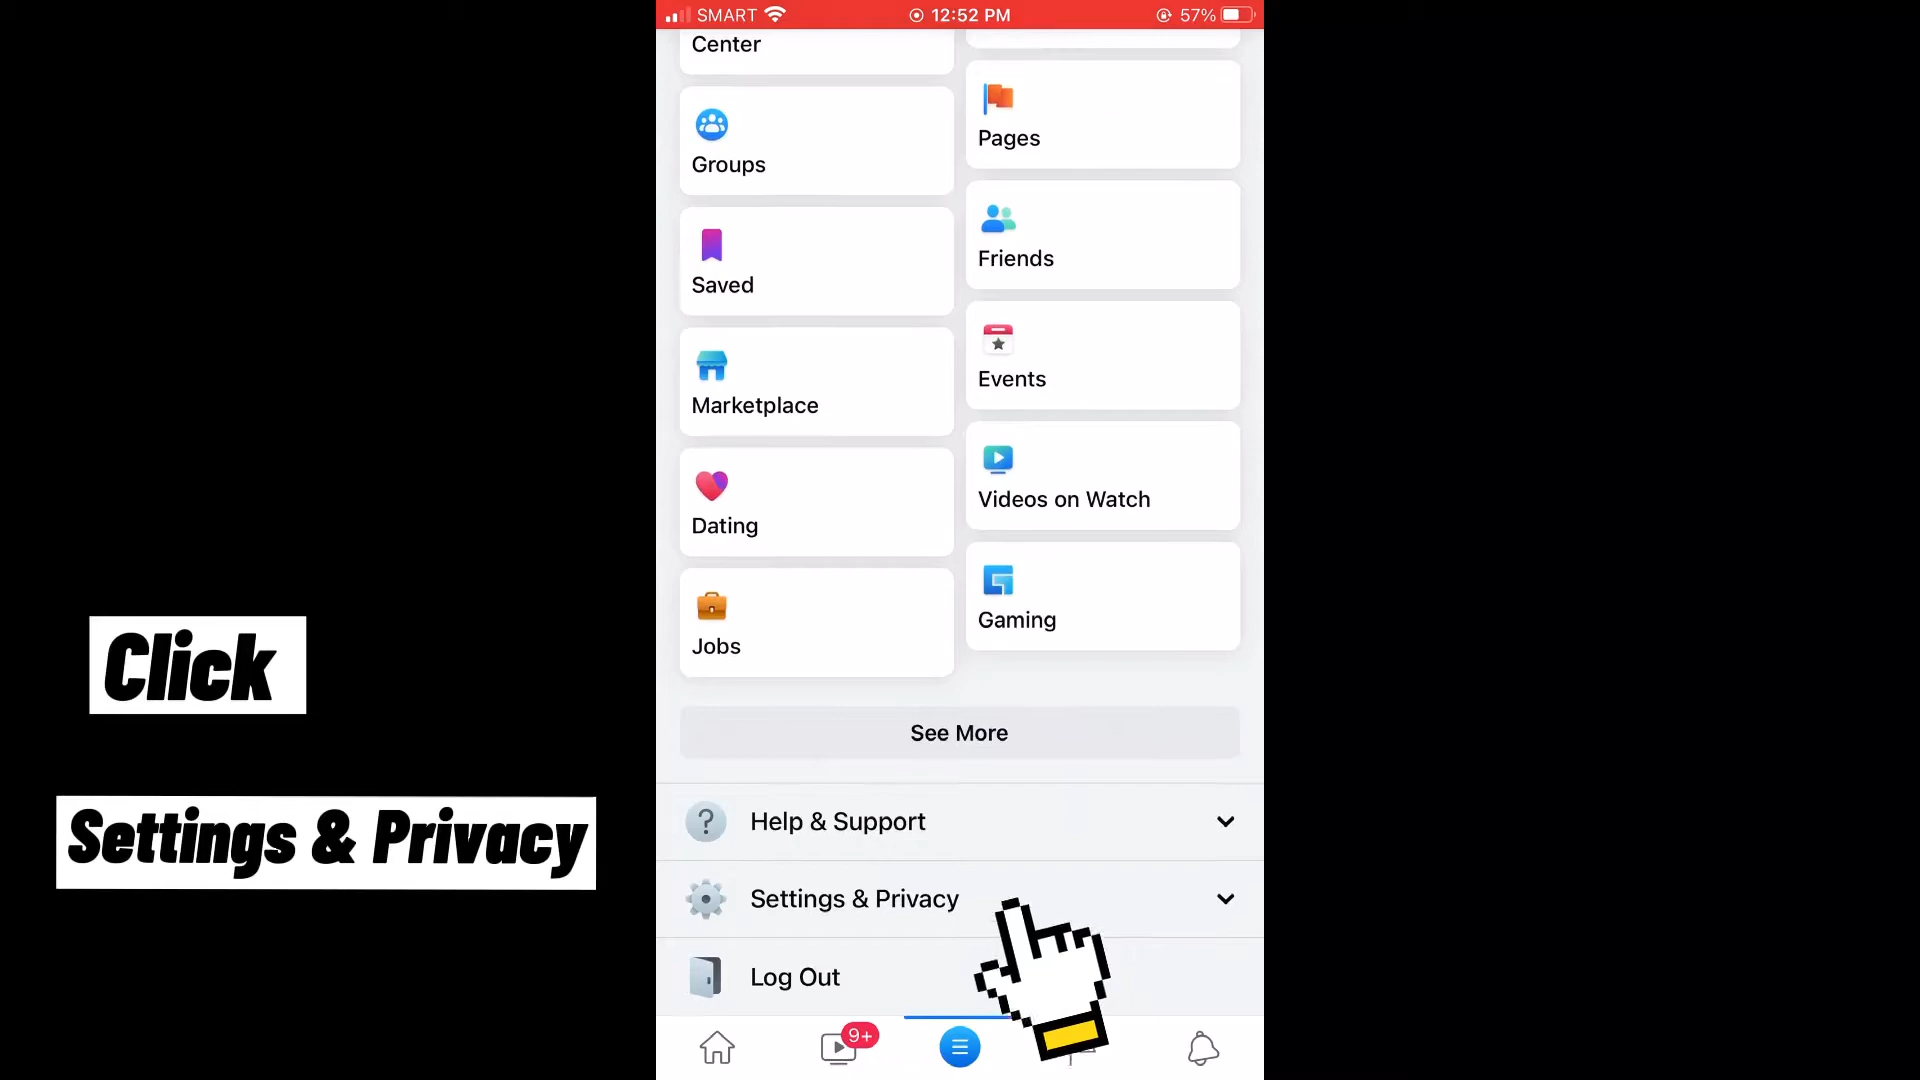 SMART 12:52 PM 57%
Center
Groups
Pages
Saved
Friends
Marketplace
Events
Dating
Videos on Watch
Jobs
Gaming
See More
Help & Support
Settings & Privacy
Log Out
9+
Click
Settings & Privacy